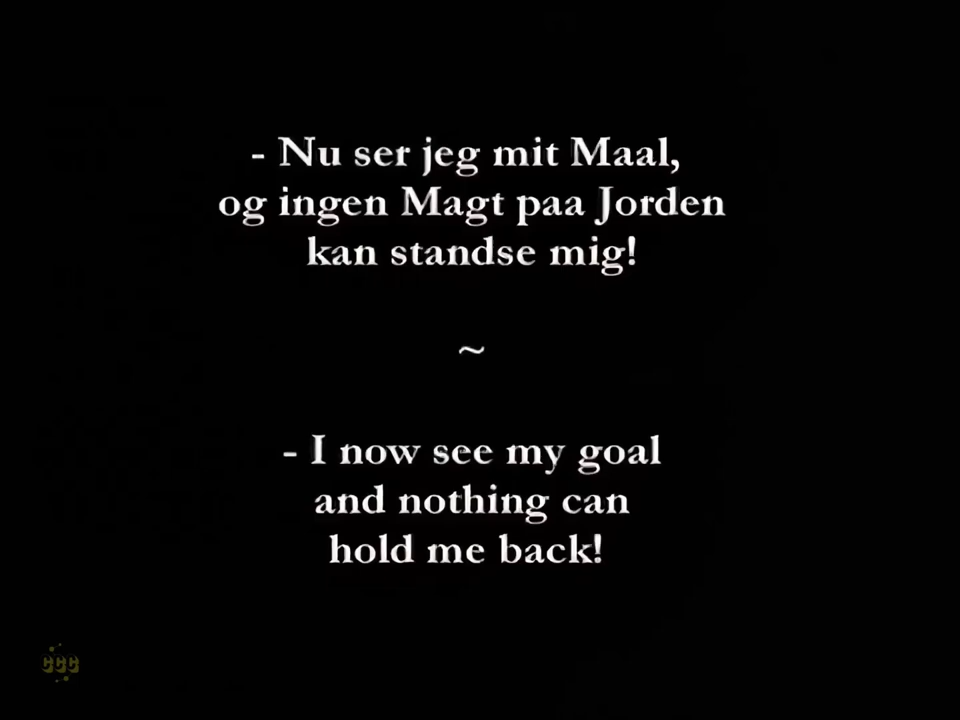 - Nu ser jeg mit Maal,
og ingen Magt paa Jorden
kan standse mig!
~
- I now see my goal
and nothing can
hold me back!
CCC